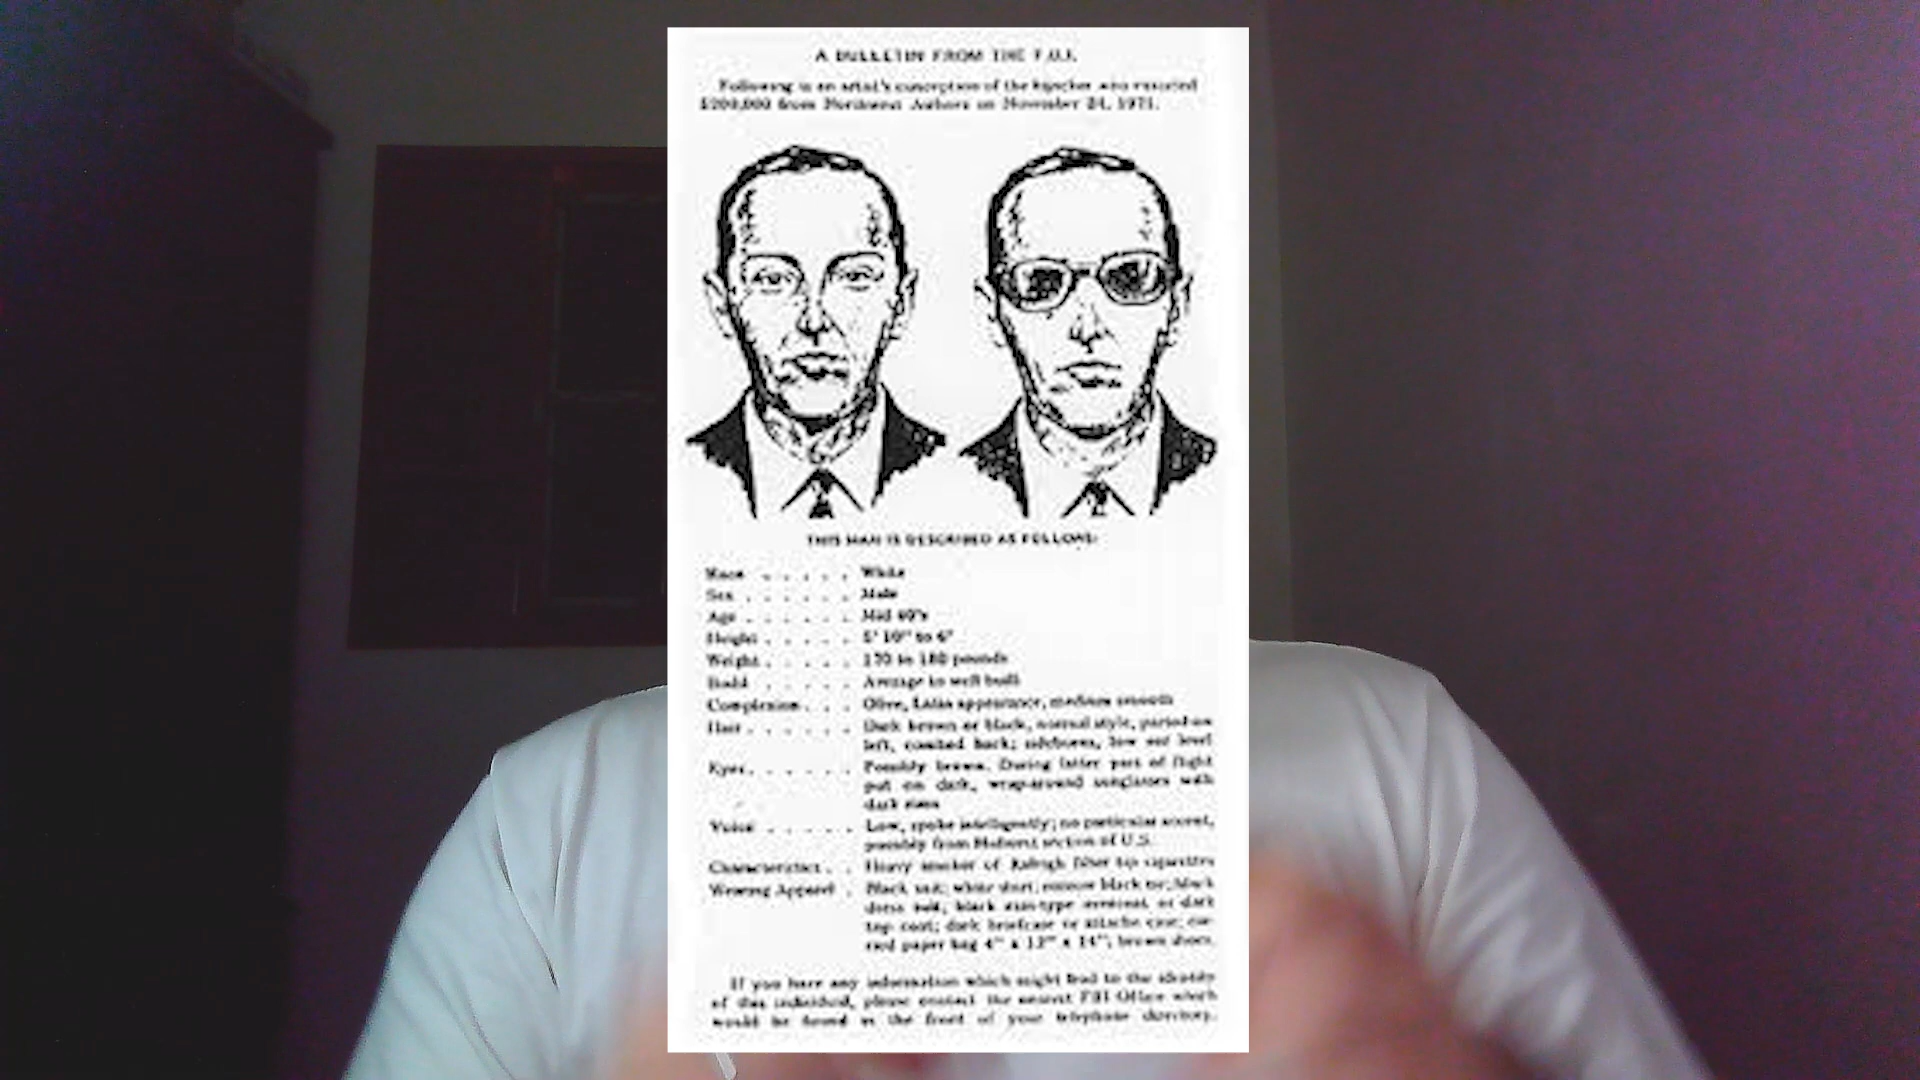 A BULLETIN FROM THE F.B.I.
Following is an artist's conception of the hijacker who extorted
$200,000 from Northwest Airlines on November 24, 1971.
THIS MAN IS DESCRIBED AS FOLLOWS:
Race . . . . . White
Sex . . . . . . Male
Age . . . . . . Mid 40's
Height . . . . . 5' 10" to 6'
Weight . . . . . 170 to 180 pounds
Build . . . . . Average to well built
Complexion . . . Olive, Latin appearance, medium smooth
Hair . . . . . . Dark brown or black, normal style, parted on
left, combed back; sideburns, low ear level
Eyes . . . . . . Possibly brown. During latter part of flight
put on dark, wrap-around sunglasses with
dark rims
Voice . . . . . Low, spoke intelligently; no particular accent,
possibly from Midwest section of U.S.
Characteristics . . Heavy smoker of Raleigh filter tip cigarettes
Wearing Apparel . Black suit; white shirt; narrow black tie; black
dress suit; black rain-type overcoat or dark
top coat; dark briefcase or attache case; car-
ried paper bag 4" x 12" x 14"; brown shoes.
If you have any information which might lead to the identity
of this individual, please contact the nearest FBI Office which
would be found in the front of your telephone directory.